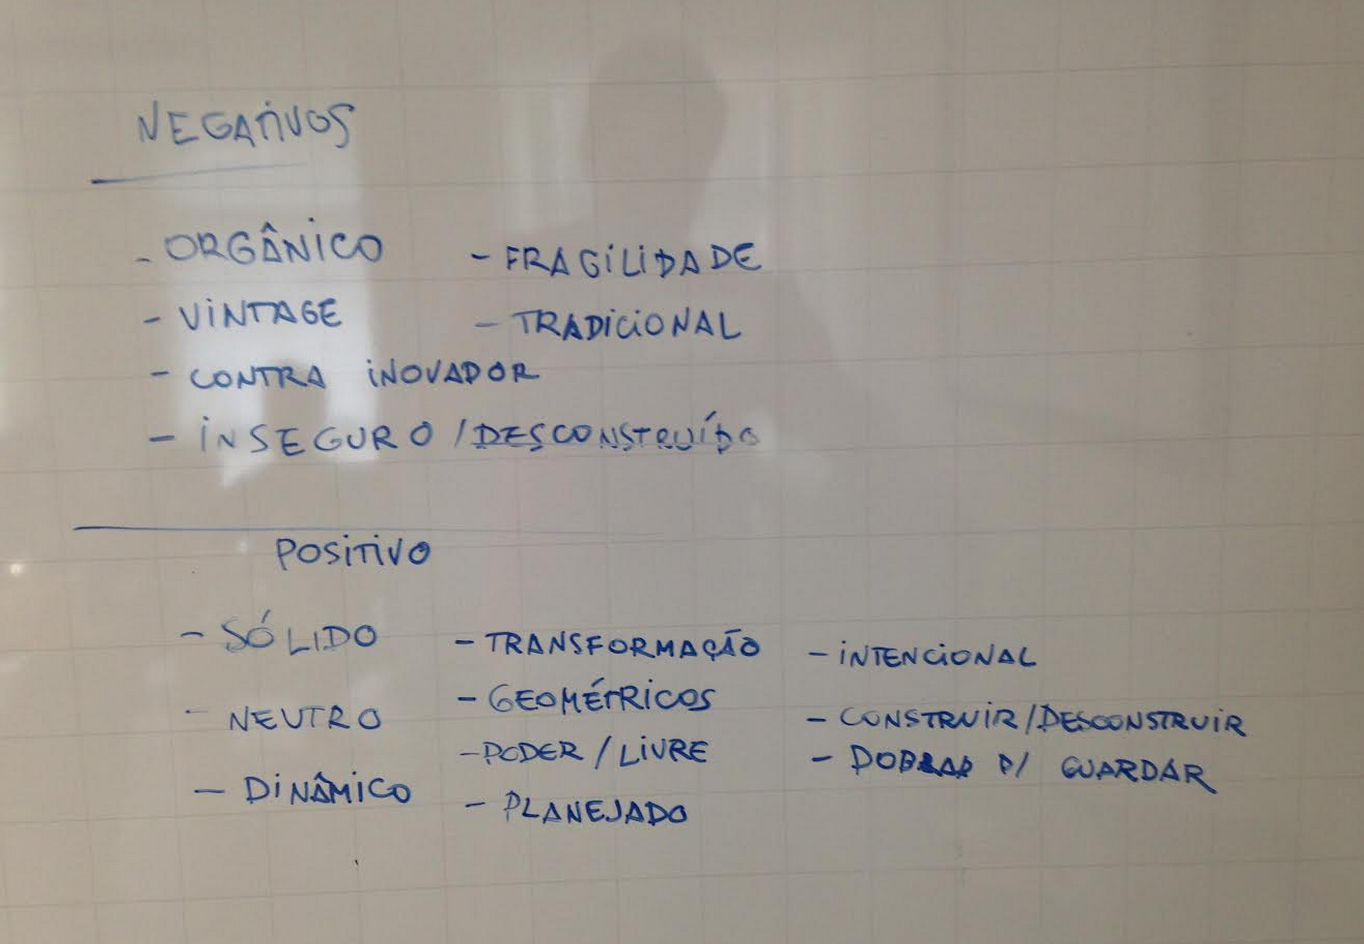 NEGATIVOS
- ORGÂNICO - FRAGILIDADE
- VINTAGE - TRADICIONAL
- CONTRA INOVADOR
- INSEGURO / DESCONSTRUÍDO
POSITIVO
- SÓLIDO - TRANSFORMAÇÃO - INTENCIONAL
- NEUTRO - GEOMÉTRICOS - CONSTRUIR/DESCONSTRUIR
- PODER / LIVRE - DOBRAR P/ GUARDAR
- DINÂMICO - PLANEJADO